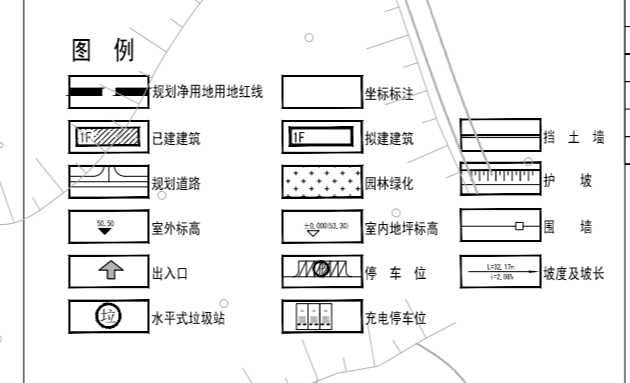 图 例
规划净用地用地红线
坐标标注
1F 已建建筑
1F 拟建建筑
挡 土 墙
规划道路
园林绿化
护 坡
50.50 室外标高
±0.000(53.30) 室内地坪标高
围 墙
出入口
停 车 位
L=32.17m
i=2.06%
坡度及坡长
垃 水平式垃圾站
充电停车位